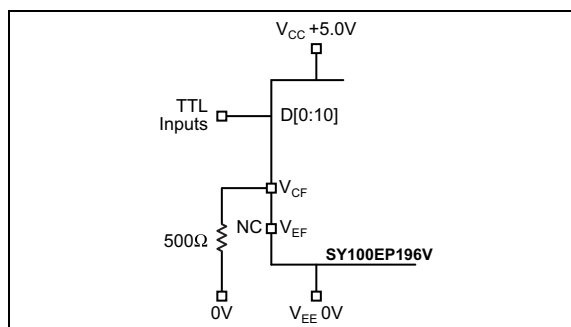 VCC +5.0V
TTL
Inputs
D[0:10]
VCF
NC VEF
500Ω
SY100EP196V
0V
VEE 0V